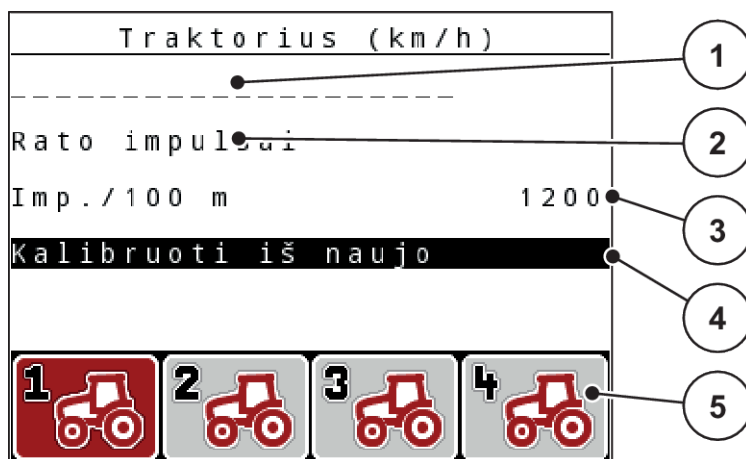 Traktorius (km/h)
1
Rato impulsai
2
Imp./100 m 1200
3
Kalibruoti iš naujo
4
1 2 3 4
5